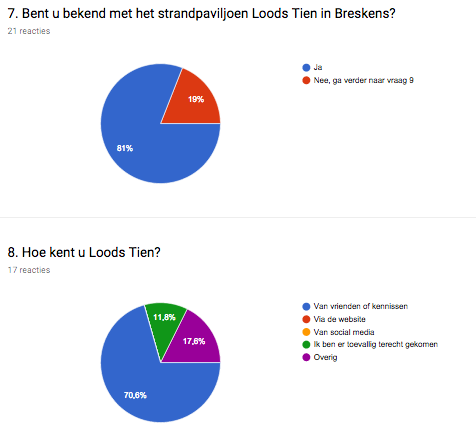 7. Bent u bekend met het strandpaviljoen Loods Tien in Breskens?
21 reacties
Ja
Nee, ga verder naar vraag 9
19%
81%
8. Hoe kent u Loods Tien?
17 reacties
Van vrienden of kennissen
Via de website
Van social media
Ik ben er toevallig terecht gekomen
Overig
11,8%
17,6%
70,6%